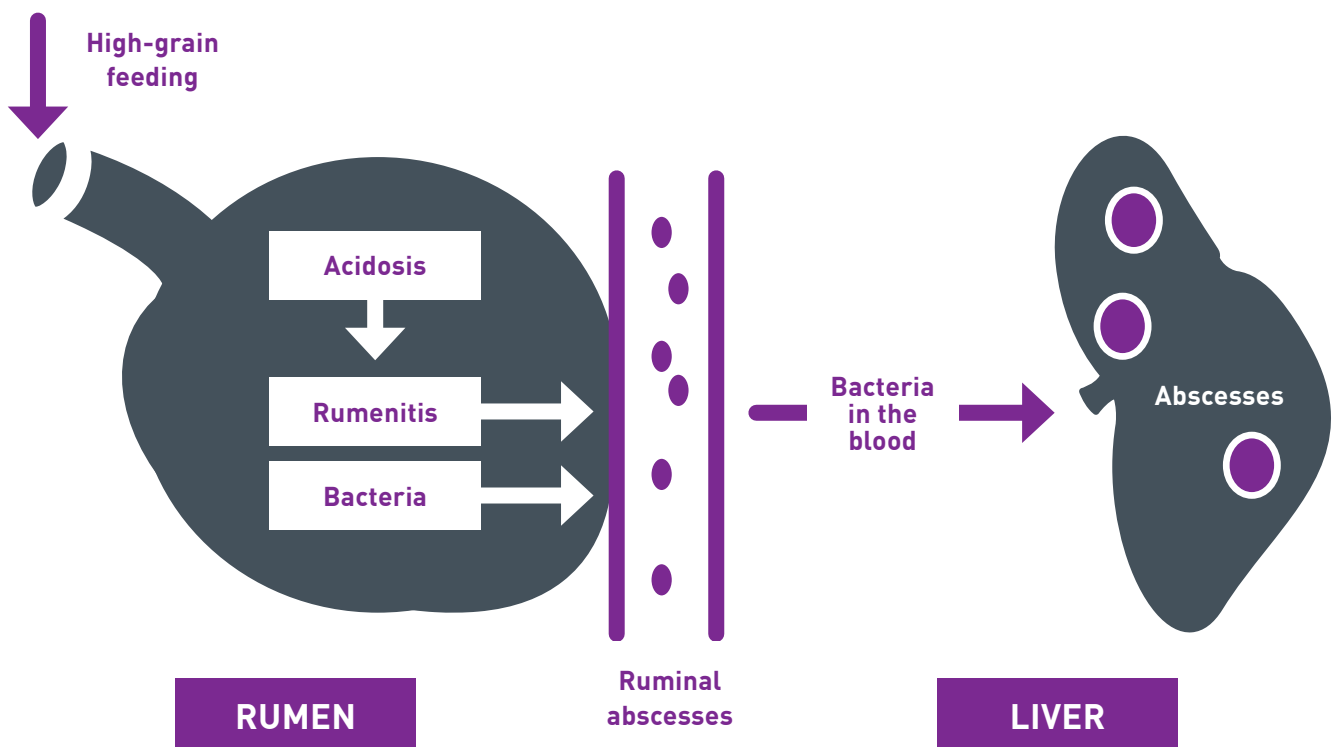 High-grain
feeding
Acidosis
Rumenitis
Bacteria
Bacteria
in the
blood
Abscesses
Ruminal
abscesses
RUMEN
LIVER